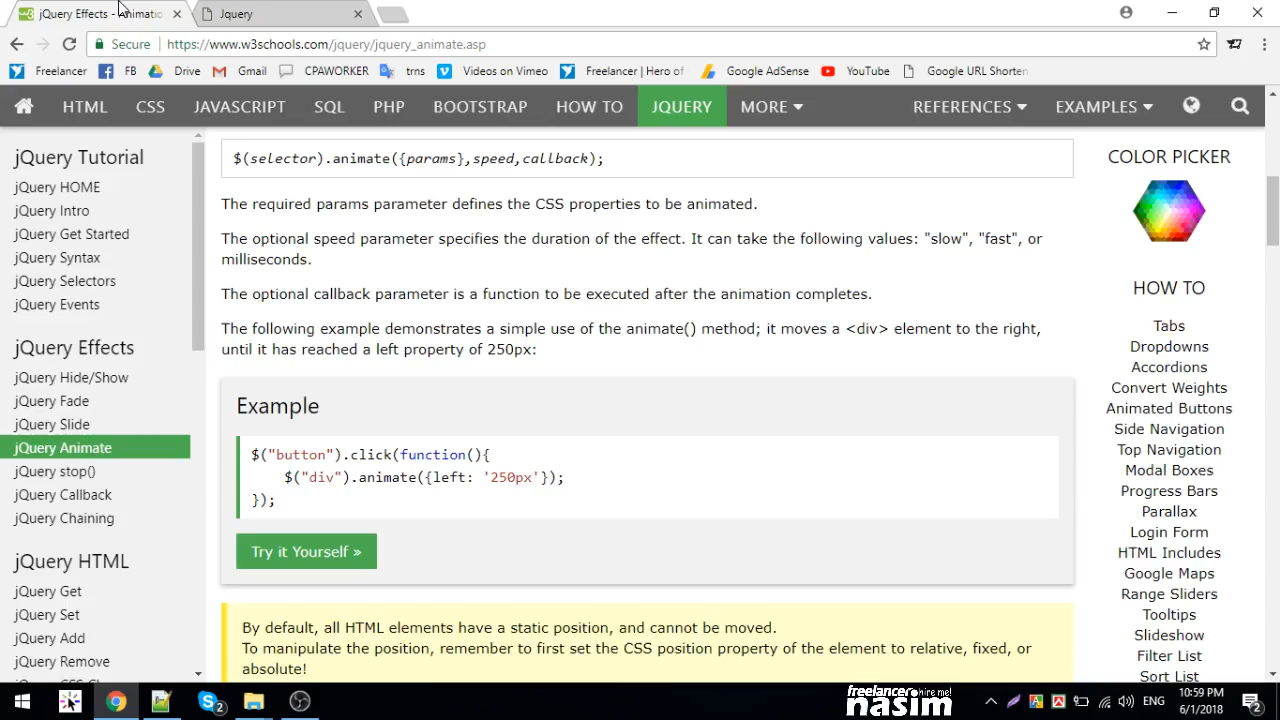 jQuery Effects - Animatio
Jquery
Secure
https://www.w3schools.com/jquery/jquery_animate.asp
Freelancer
FB
Drive
Gmail
CPAWORKER
trns
Videos on Vimeo
Freelancer | Hero of
Google AdSense
YouTube
Google URL Shorten
HTML
CSS
JAVASCRIPT
SQL
PHP
BOOTSTRAP
HOW TO
JQUERY
MORE
REFERENCES
EXAMPLES
jQuery Tutorial
jQuery HOME
jQuery Intro
jQuery Get Started
jQuery Syntax
jQuery Selectors
jQuery Events
jQuery Effects
jQuery Hide/Show
jQuery Fade
jQuery Slide
jQuery Animate
jQuery stop()
jQuery Callback
jQuery Chaining
jQuery HTML
jQuery Get
jQuery Set
jQuery Add
jQuery Remove
$(selector).animate({params},speed,callback);
The required params parameter defines the CSS properties to be animated.
The optional speed parameter specifies the duration of the effect. It can take the following values: "slow", "fast", or
milliseconds.
The optional callback parameter is a function to be executed after the animation completes.
The following example demonstrates a simple use of the animate() method; it moves a <div> element to the right,
until it has reached a left property of 250px:
Example
$("button").click(function(){
$("div").animate({left: '250px'});
});
Try it Yourself »
By default, all HTML elements have a static position, and cannot be moved.
To manipulate the position, remember to first set the CSS position property of the element to relative, fixed, or
absolute!
COLOR PICKER
HOW TO
Tabs
Dropdowns
Accordions
Convert Weights
Animated Buttons
Side Navigation
Top Navigation
Modal Boxes
Progress Bars
Parallax
Login Form
HTML Includes
Google Maps
Range Sliders
Tooltips
Slideshow
Filter List
Sort List
2
freelancer hire me!
nasim
ENG
10:59 PM
6/1/2018
2